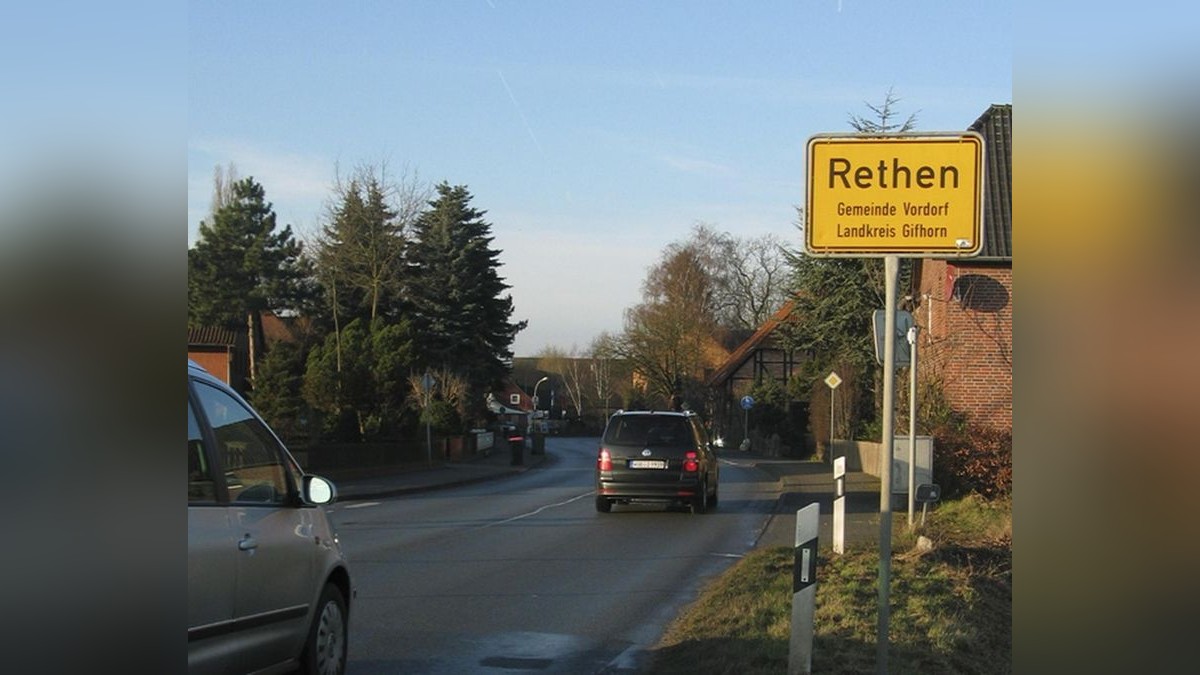 Rethen
Gemeinde Vordorf
Landkreis Gifhorn